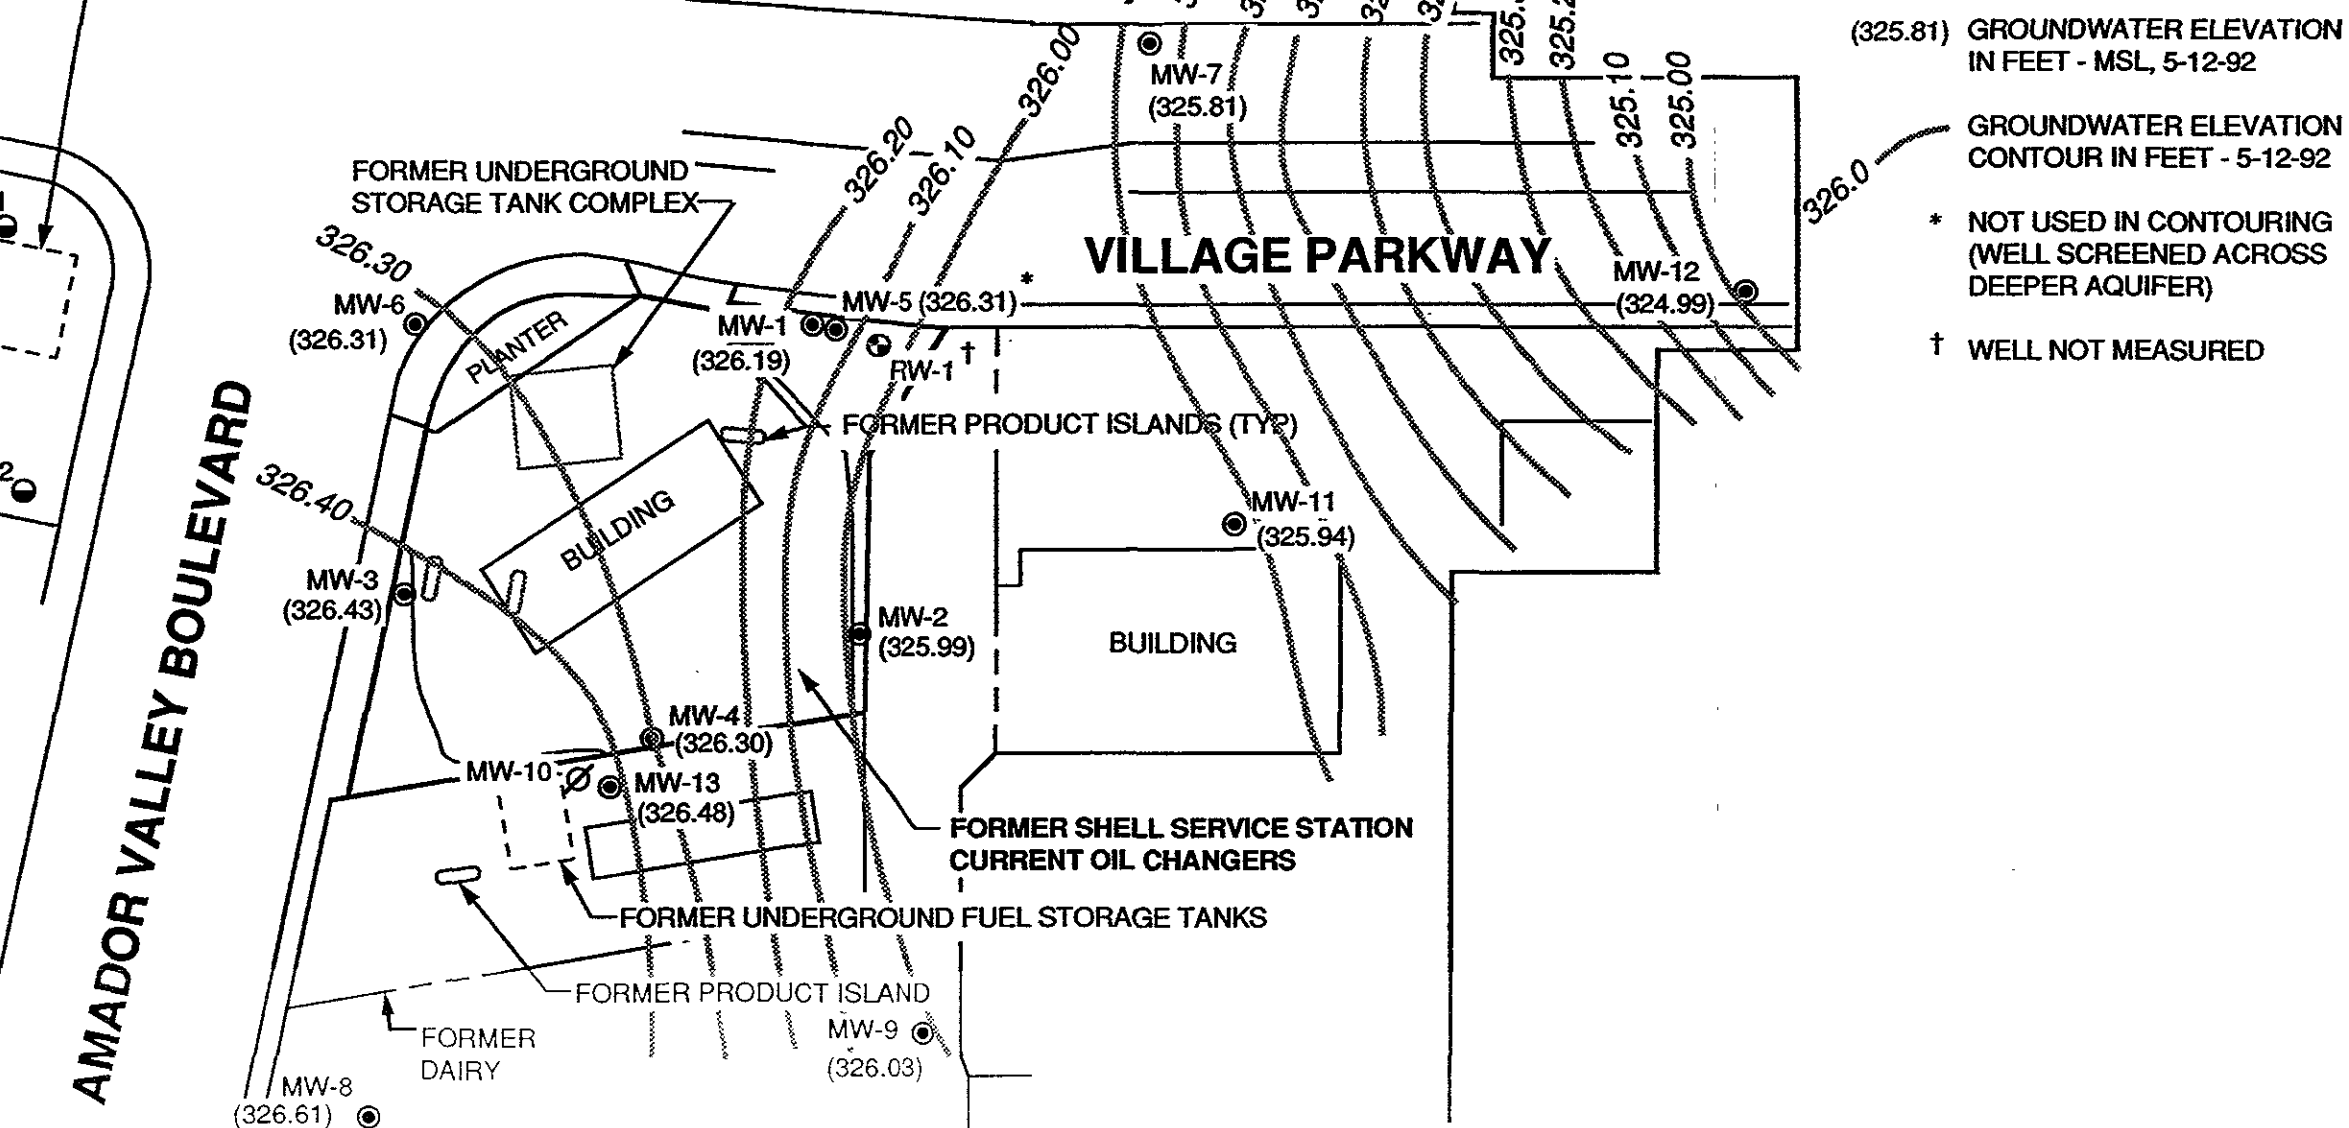 326.00
325.10
325.00
326.20
326.10
326.30
326.40
MW-7
(325.81)
FORMER UNDERGROUND
STORAGE TANK COMPLEX
VILLAGE PARKWAY
MW-12
(324.99)
MW-6
(326.31)
PLANTER
MW-5 (326.31)
*
MW-1
(326.19)
RW-1 †
FORMER PRODUCT ISLANDS (TYP)
BUILDING
MW-11
(325.94)
MW-3
(326.43)
MW-2
(325.99)
BUILDING
MW-4
(326.30)
MW-10
MW-13
(326.48)
FORMER SHELL SERVICE STATION
CURRENT OIL CHANGERS
FORMER UNDERGROUND FUEL STORAGE TANKS
FORMER PRODUCT ISLAND
MW-9
(326.03)
FORMER
DAIRY
MW-8
(326.61)
AMADOR VALLEY BOULEVARD
(325.81) GROUNDWATER ELEVATION
IN FEET - MSL, 5-12-92
326.0
GROUNDWATER ELEVATION
CONTOUR IN FEET - 5-12-92
* NOT USED IN CONTOURING
(WELL SCREENED ACROSS
DEEPER AQUIFER)
† WELL NOT MEASURED